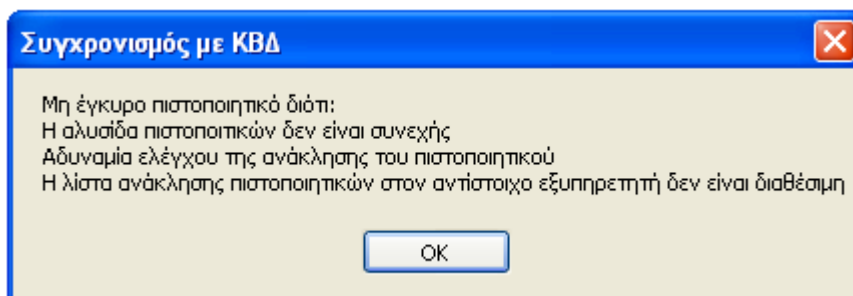 Συγχρονισμός με ΚΒΔ
Μη έγκυρο πιστοποιητικό διότι:
Η αλυσίδα πιστοποιτικών δεν είναι συνεχής
Αδυναμία ελέγχου της ανάκλησης του πιστοποιητικού
Η λίστα ανάκλησης πιστοποιητικών στον αντίστοιχο εξυπηρετητή δεν είναι διαθέσιμη
OK